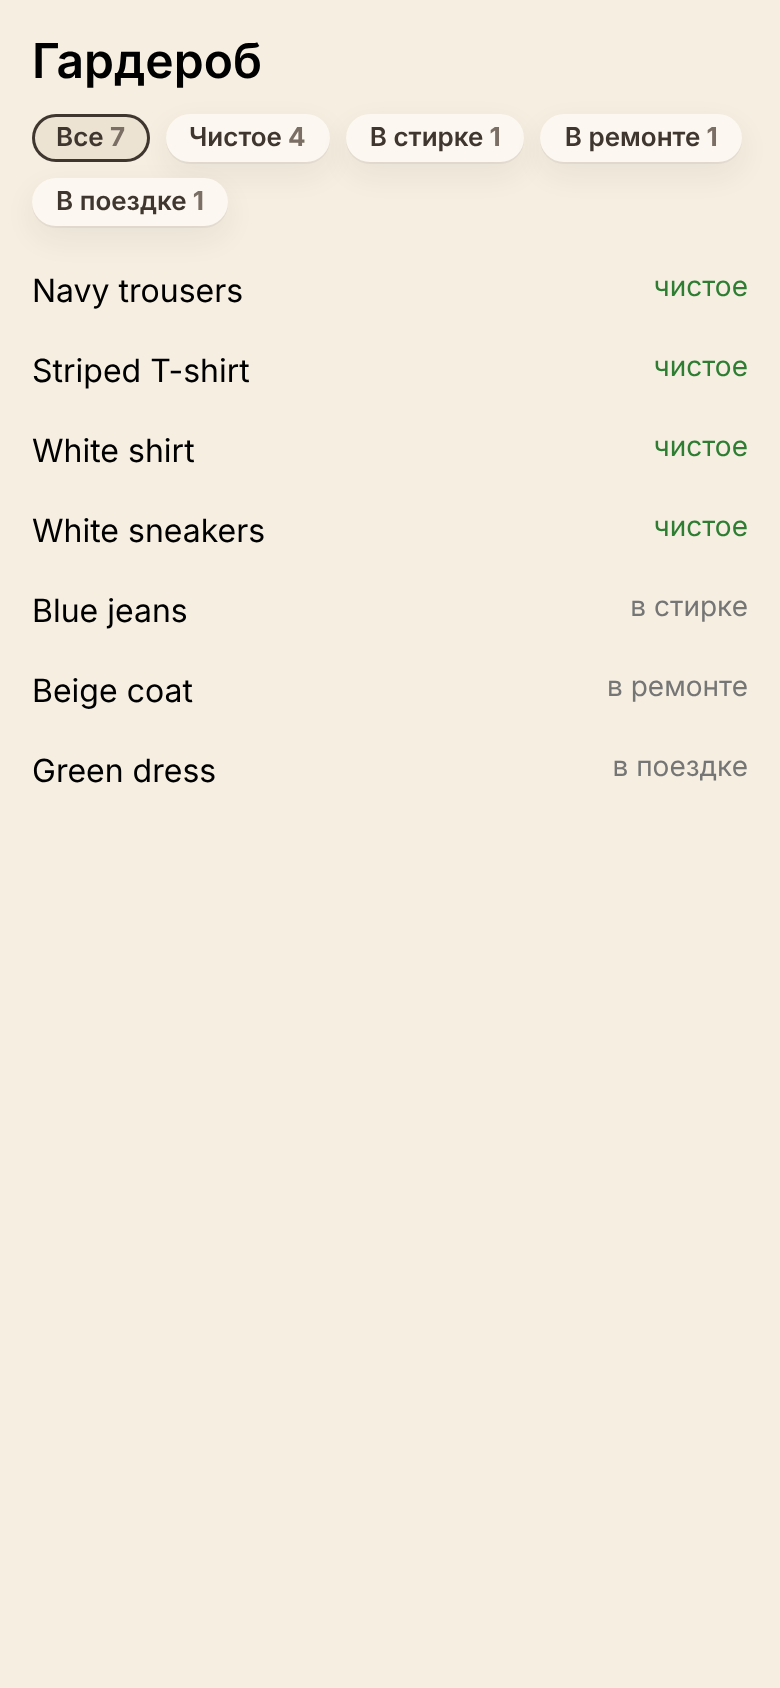 Гардероб
Все 7 Чистое 4 В стирке 1 В ремонте 1
В поездке 1
Navy trousers чистое
Striped T-shirt чистое
White shirt чистое
White sneakers чистое
Blue jeans в стирке
Beige coat в ремонте
Green dress в поездке